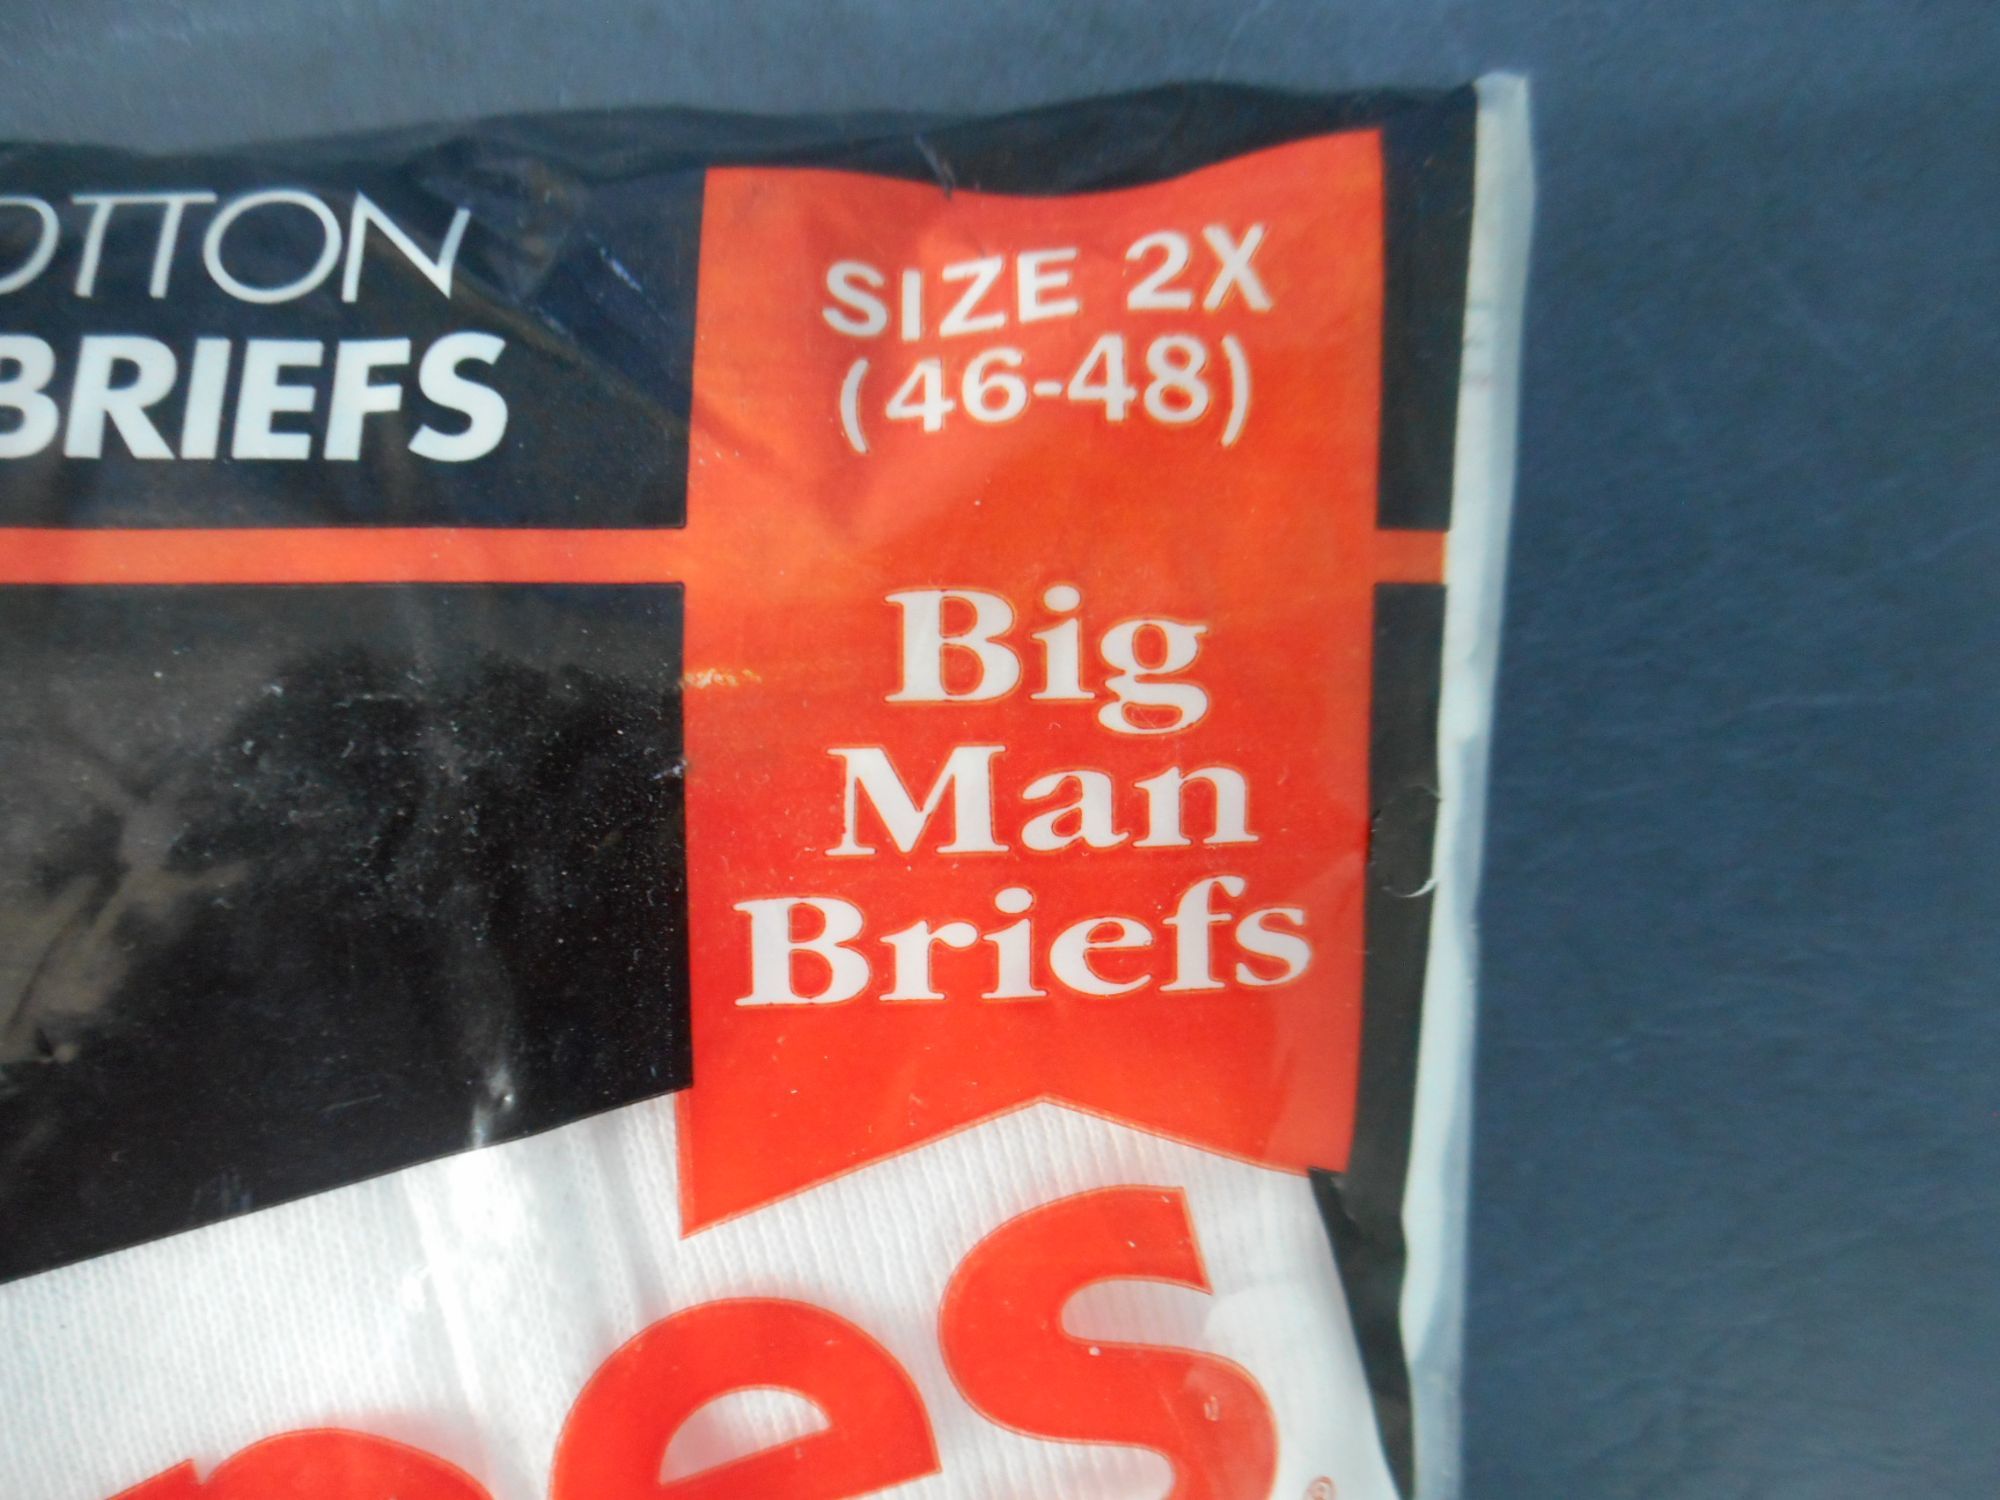 OTTON
BRIEFS
SIZE 2X
(46-48)
Big
Man
Briefs
nes
®